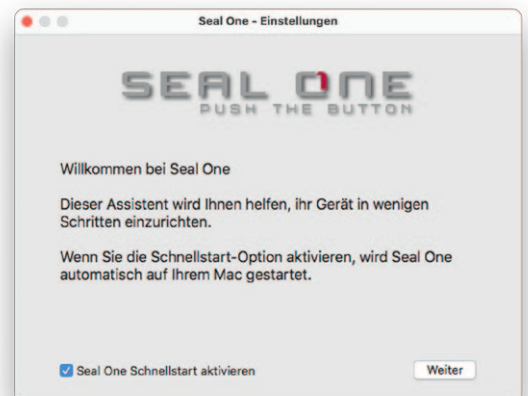 Seal One – Einstellungen
SEAL ONE
PUSH THE BUTTON
Willkommen bei Seal One
Dieser Assistent wird Ihnen helfen, ihr Gerät in wenigen
Schritten einzurichten.
Wenn Sie die Schnellstart-Option aktivieren, wird Seal One
automatisch auf Ihrem Mac gestartet.
Seal One Schnellstart aktivieren
Weiter